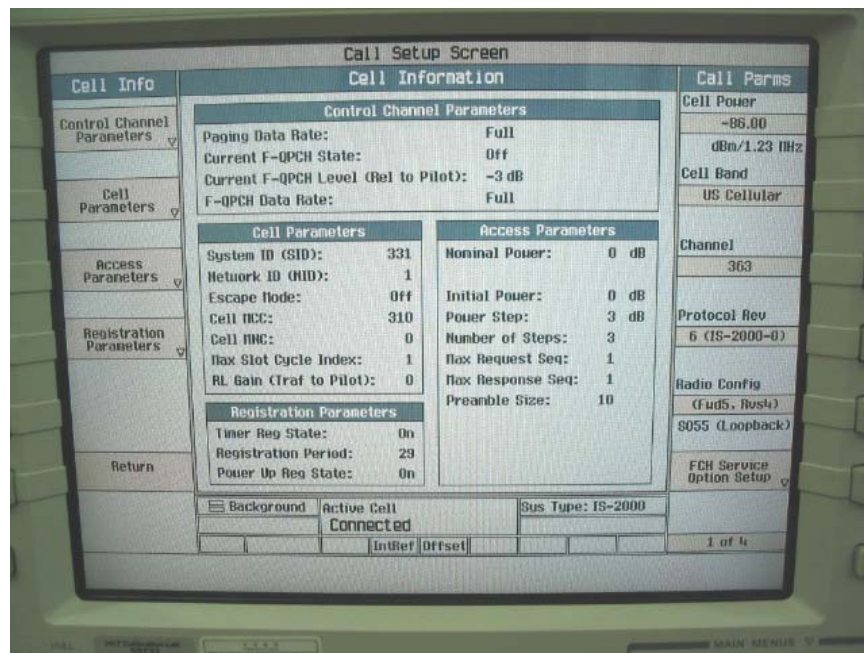 Call Setup Screen
Cell Info
Cell Information
Call Parms
Control Channel
Parameters
Cell
Parameters
Access
Parameters
Registration
Parameters
Return
Control Channel Parameters
Paging Data Rate: Full
Current F-QPCH State: Off
Current F-QPCH Level (Rel to Pilot): -3 dB
F-QPCH Data Rate: Full
Cell Parameters
System ID (SID): 331
Network ID (NID): 1
Escape Mode: Off
Cell MCC: 310
Cell MNC: 0
Max Slot Cycle Index: 1
RL Gain (Traf to Pilot): 0
Registration Parameters
Timer Reg State: On
Registration Period: 29
Power Up Reg State: On
Access Parameters
Nominal Power: 0 dB
Initial Power: 0 dB
Power Step: 3 dB
Number of Steps: 3
Max Request Seq: 1
Max Response Seq: 1
Preamble Size: 10
Cell Power
-86.00
dBm/1.23 MHz
Cell Band
US Cellular
Channel
363
Protocol Rev
6 (IS-2000-0)
Radio Config
(Fwd5, Rvs4)
SO55 (Loopback)
FCH Service
Option Setup
1 of 4
Background
Active Cell
Connected
Sys Type: IS-2000
IntRef Offset
MAIN MENUS